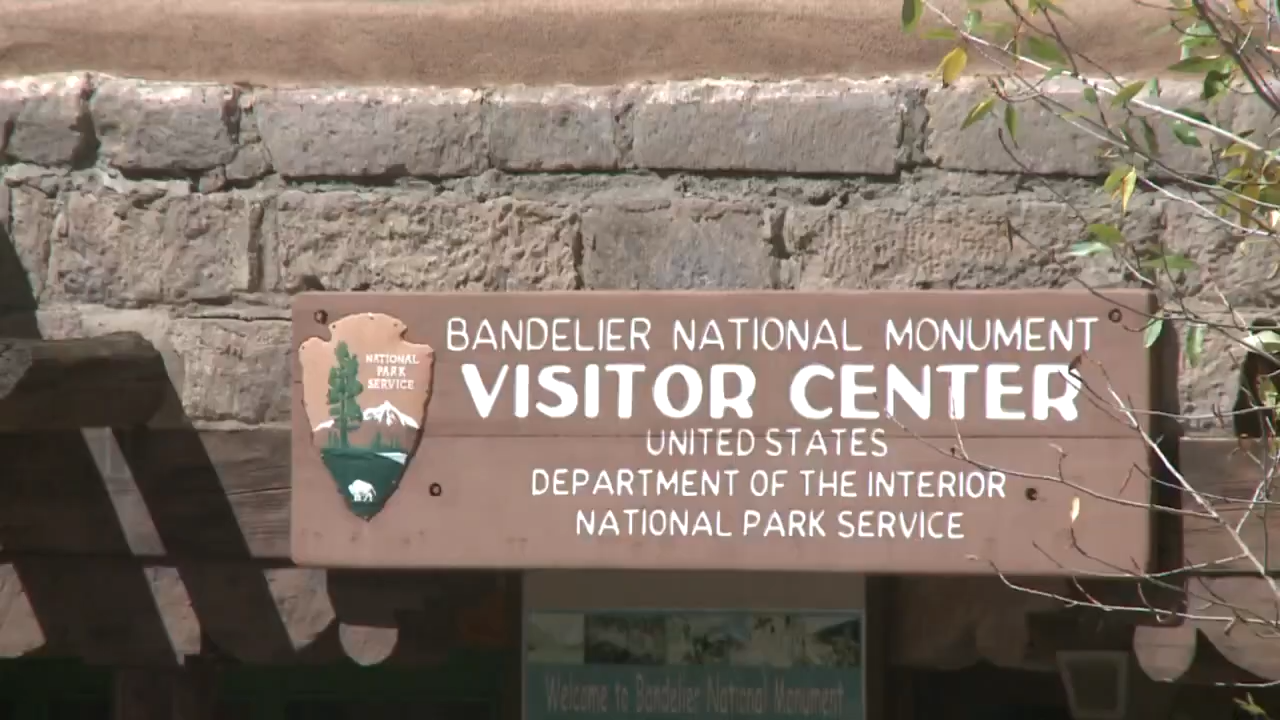 NATIONAL
PARK
SERVICE
BANDELIER NATIONAL MONUMENT
VISITOR CENTER
UNITED STATES
DEPARTMENT OF THE INTERIOR
NATIONAL PARK SERVICE
Welcome to Bandelier National Monument